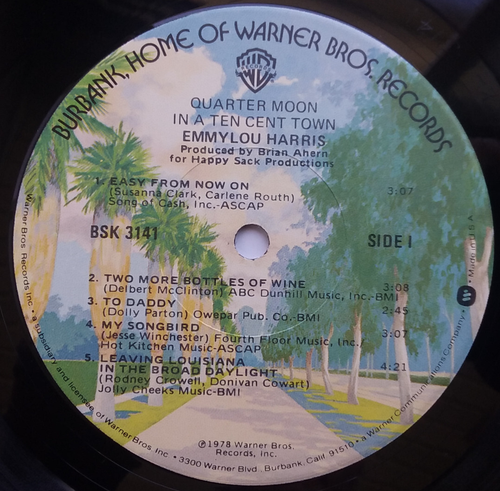 BURBANK, HOME OF WARNER BROS. RECORDS
WB
RECORDS
QUARTER MOON
IN A TEN CENT TOWN
EMMYLOU HARRIS
Produced by Brian Ahern
for Happy Sack Productions
1. EASY FROM NOW ON 3:07
(Susanna Clark, Carlene Routh)
Song of Cash, Inc.-ASCAP
BSK 3141 SIDE I
2. TWO MORE BOTTLES OF WINE 3:08
(Delbert McClinton) ABC Dunhill Music, Inc.-BMI
3. TO DADDY 2:45
(Dolly Parton) Owepar Pub. Co.-BMI
4. MY SONGBIRD 3:07
(Jesse Winchester) Fourth Floor Music, Inc./
Hot Kitchen Music-ASCAP
5. LEAVING LOUISIANA
IN THE BROAD DAYLIGHT 4:21
(Rodney Crowell, Donivan Cowart)
Jolly Cheeks Music-BMI
℗1978 Warner Bros.
Records, Inc.
Warner Bros. Records Inc. • a subsidiary and licensee of Warner Bros. Inc. • 3300 Warner Blvd., Burbank, Calif. 91510 • a Warner Communications Company •
Made in U.S.A.